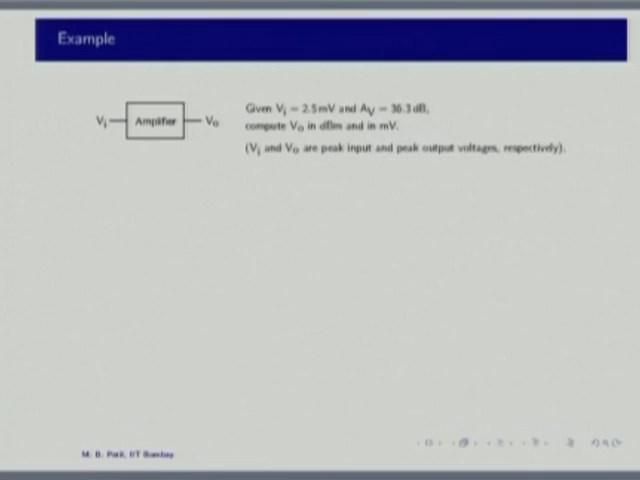 Example
Given Vi = 2.5 mV and AV = 36.3 dB,
Vi Amplifier Vo
compute Vo in dBm and in mV.
(Vi and Vo are peak input and peak output voltages, respectively).
M. B. Patil, IIT Bombay